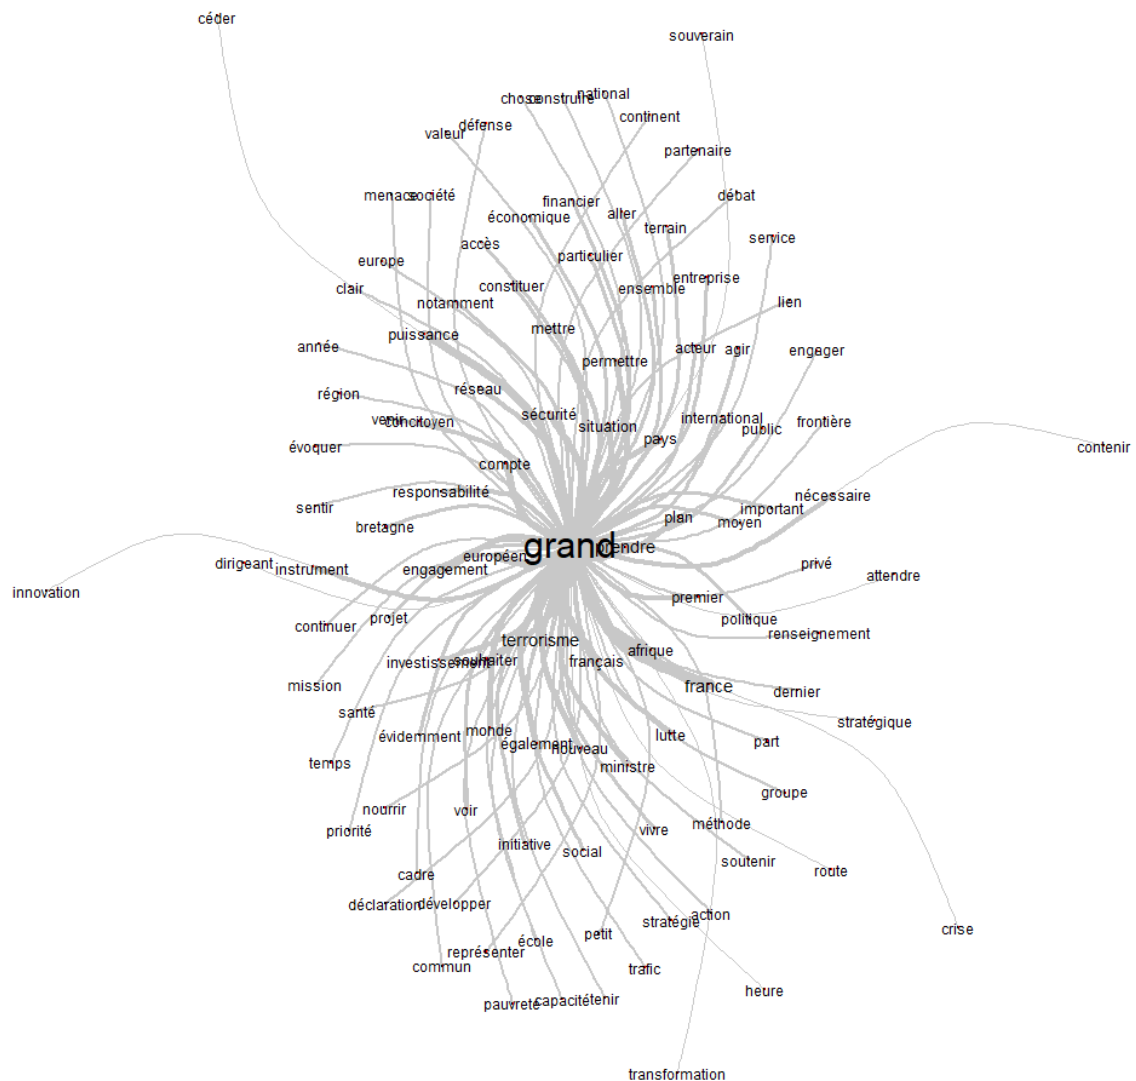 céder
souverain
chose
construire
national
continent
défense
valeur
partenaire
menace
société
débat
financier
économique
aller
terrain
service
accès
particulier
europe
clair
constituer
ensemble
entreprise
notamment
lien
puissance
mettre
année
permettre
acteur
agir
engager
réseau
région
venir
concitoyen
sécurité
situation
international
public
frontière
pays
évoquer
contenir
compte
responsabilité
nécessaire
sentir
important
bretagne
plan
moyen
grand
prendre
européen
dirigeant
instrument
engagement
privé
attendre
innovation
premier
continuer
projet
politique
renseignement
terrorisme
afrique
investissement
souhaiter
français
mission
france
dernier
santé
stratégique
évidemment
monde
lutte
part
également
nouveau
temps
ministre
groupe
nourrir
voir
priorité
vivre
méthode
initiative
social
soutenir
route
cadre
déclaration
développer
stratégie
action
crise
petit
école
représenter
commun
trafic
heure
pauvreté
capacité
tenir
transformation